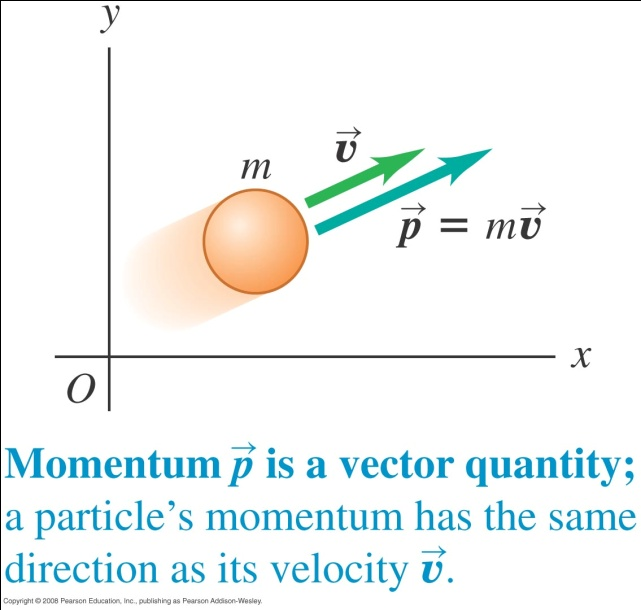 y
v⃗
m
p⃗ = mv⃗
x
O
Momentum p⃗ is a vector quantity;
a particle’s momentum has the same
direction as its velocity v⃗.
Copyright © 2008 Pearson Education, Inc., publishing as Pearson Addison-Wesley.